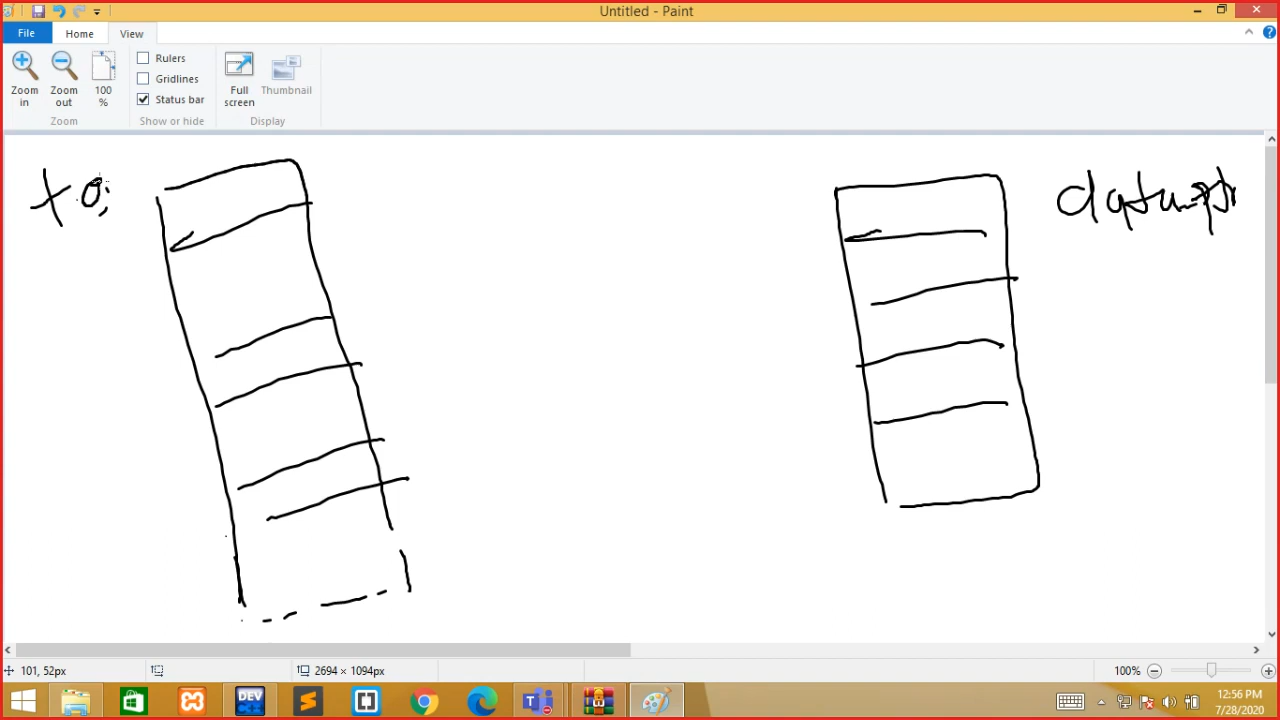 Untitled - Paint
File Home View
Zoom in
Zoom out
100 %
Rulers
Gridlines
Status bar
Full screen
Thumbnail
Zoom
Show or hide
Display
101, 52px
2694 × 1094px
100%
DEV
12:56 PM
7/28/2020